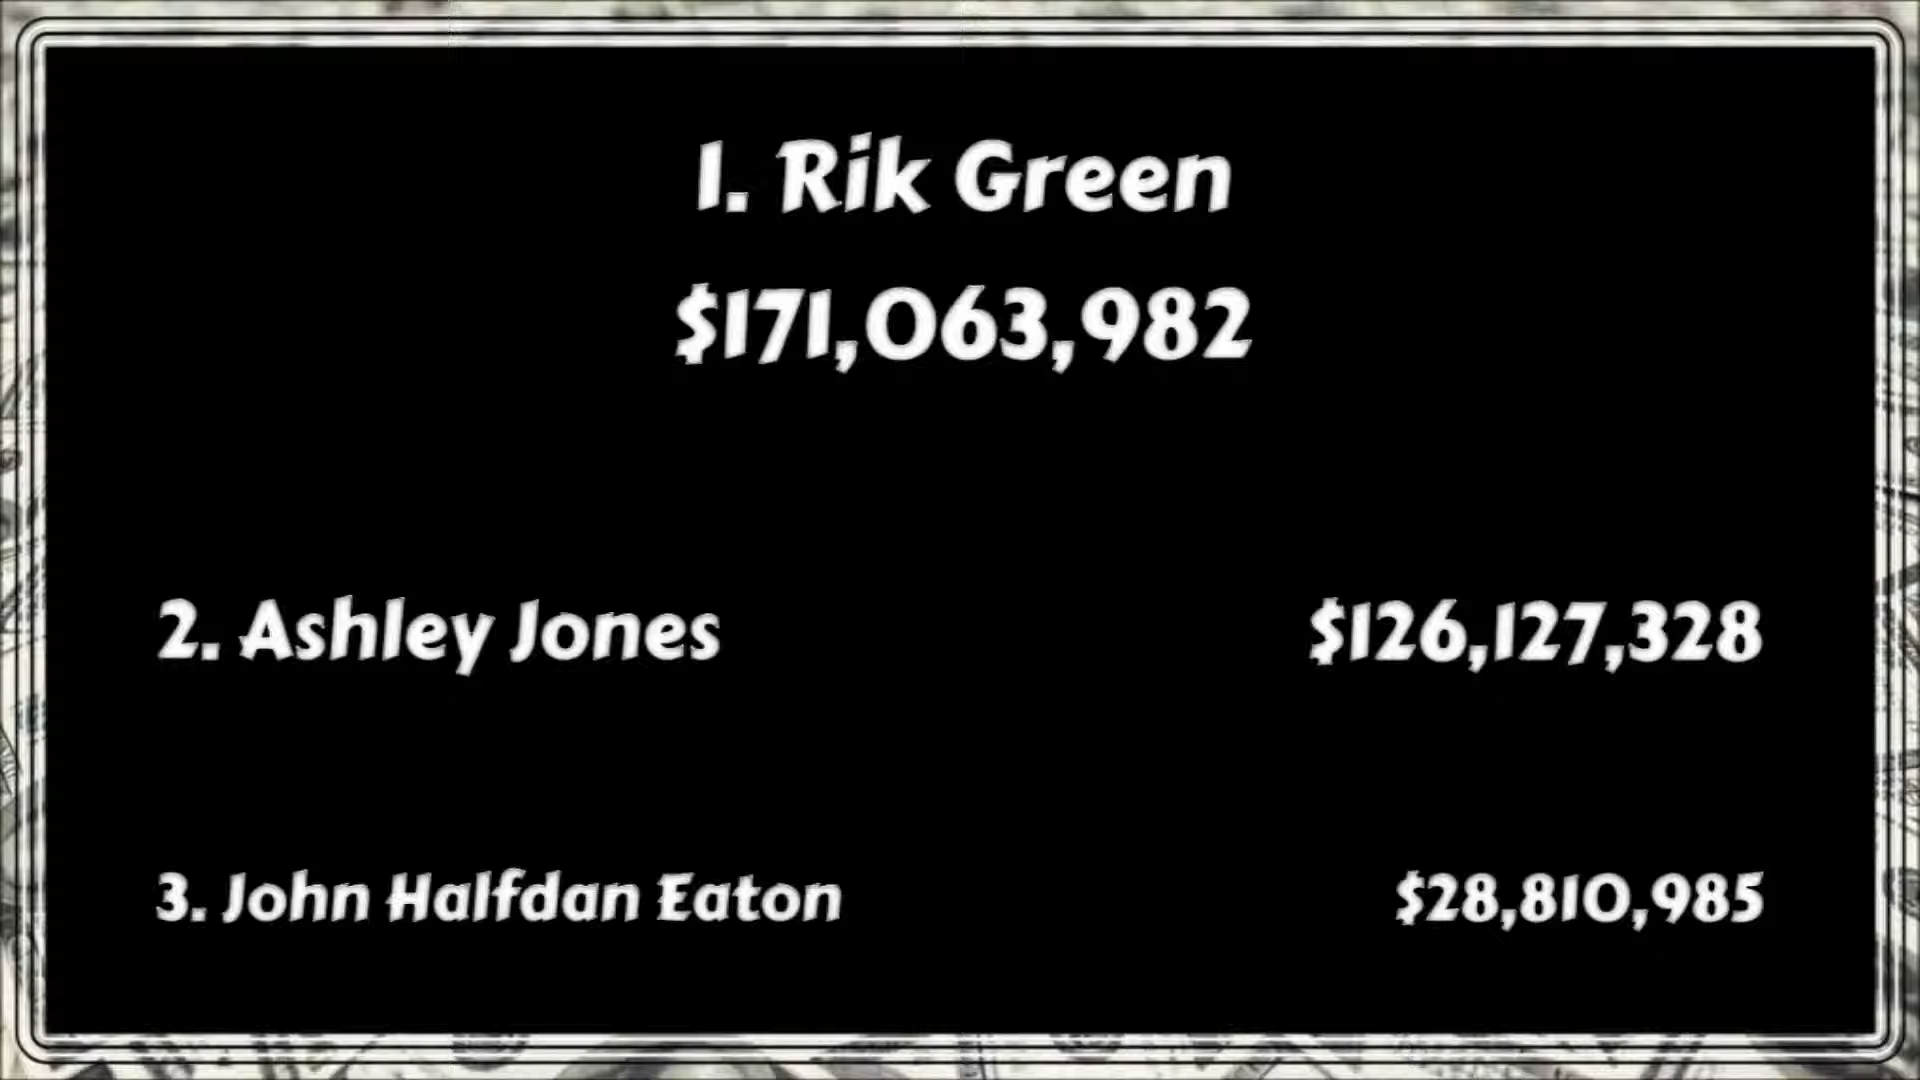 1. Rik Green
$171,063,982
2. Ashley Jones $126,127,328
3. John Halfdan Eaton $28,810,985